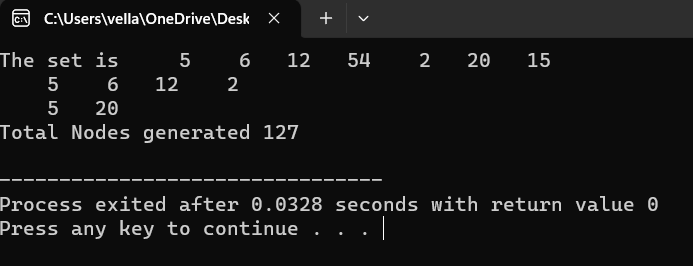 C:\Users\vella\OneDrive\Desk
The set is     5    6   12   54    2   20   15
    5    6   12    2
    5   20
Total Nodes generated 127
--------------------------------
Process exited after 0.0328 seconds with return value 0
Press any key to continue . . .